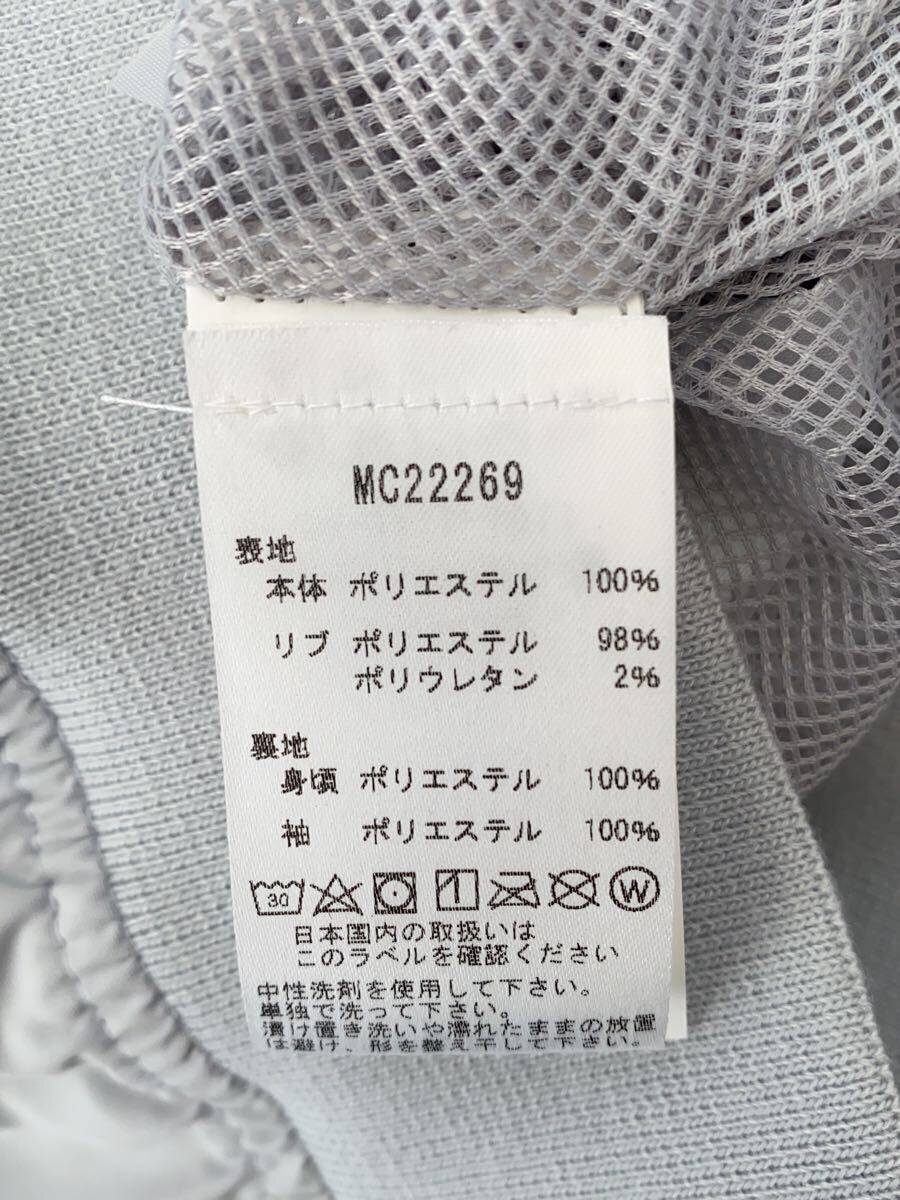 MC22269
表地
本体 ポリエステル 100%
リブ ポリエステル 98%
ポリウレタン 2%
裏地
身頃 ポリエステル 100%
袖 ポリエステル 100%
30 1 W
日本国内の取扱いは
このラベルを確認ください
中性洗剤を使用して下さい。
単独で洗って下さい。
漬け置き洗いや濡れたままの放置
は避け、形を整え干して下さい。